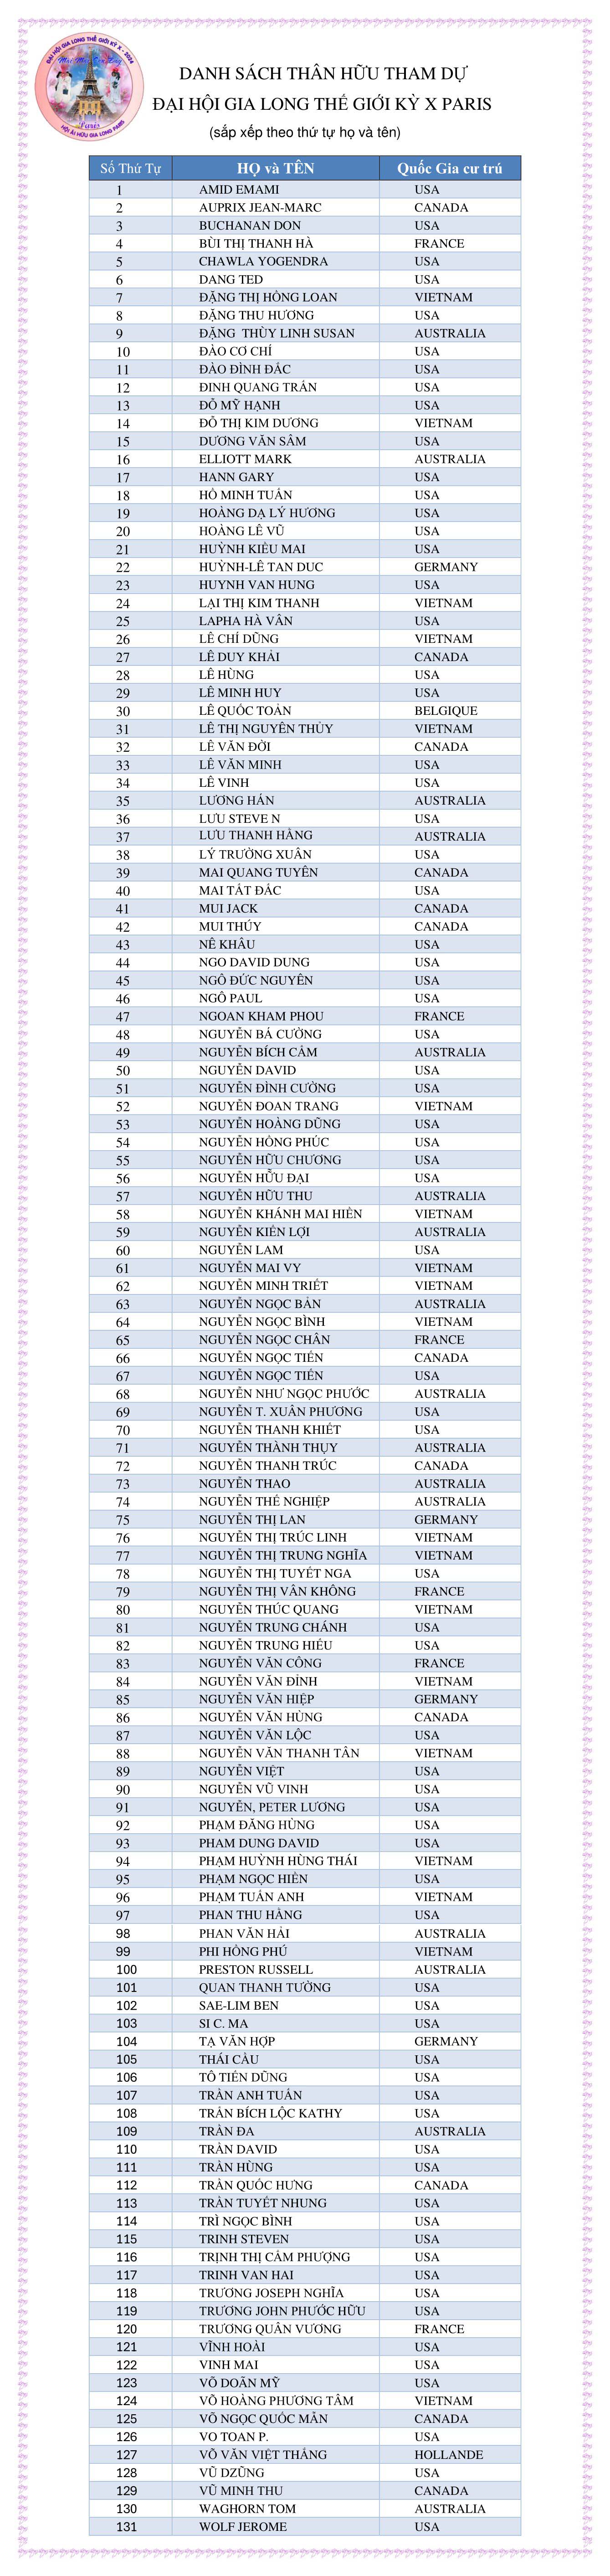 ĐẠI HỘI GIA LONG THẾ GIỚI KỲ X - 2024
Paris
HỘI ÁI HỮU GIA LONG PARIS
DANH SÁCH THÂN HỮU THAM DỰ
ĐẠI HỘI GIA LONG THẾ GIỚI KỲ X PARIS
(sắp xếp theo thứ tự họ và tên)
Số Thứ Tự HỌ và TÊN Quốc Gia cư trú
1 AMID EMAMI USA
2 AUPRIX JEAN-MARC CANADA
3 BUCHANAN DON USA
4 BÙI THỊ THANH HÀ FRANCE
5 CHAWLA YOGENDRA USA
6 DANG TED USA
7 ĐẶNG THỊ HỒNG LOAN VIETNAM
8 ĐẶNG THU HƯƠNG USA
9 ĐẶNG THÙY LINH SUSAN AUSTRALIA
10 ĐÀO CƠ CHÍ USA
11 ĐÀO ĐÌNH ĐẮC USA
12 ĐINH QUANG TRÂN USA
13 ĐỖ MỸ HẠNH USA
14 ĐỖ THỊ KIM DƯƠNG VIETNAM
15 DƯƠNG VĂN SÂM USA
16 ELLIOTT MARK AUSTRALIA
17 HANN GARY USA
18 HỒ MINH TUẤN USA
19 HOÀNG DẠ LÝ HƯƠNG USA
20 HOÀNG LÊ VŨ USA
21 HUỲNH KIỀU MAI USA
22 HUỲNH-LÊ TAN DUC GERMANY
23 HUYNH VAN HUNG USA
24 LẠI THỊ KIM THANH VIETNAM
25 LAPHA HÀ VÂN USA
26 LÊ CHÍ DŨNG VIETNAM
27 LÊ DUY KHẢI CANADA
28 LÊ HÙNG USA
29 LÊ MINH HUY USA
30 LÊ QUỐC TOẢN BELGIQUE
31 LÊ THỊ NGUYÊN THỦY VIETNAM
32 LÊ VĂN ĐỜI CANADA
33 LÊ VĂN MINH USA
34 LÊ VINH USA
35 LƯƠNG HÁN AUSTRALIA
36 LƯU STEVE N USA
37 LƯU THANH HẰNG AUSTRALIA
38 LÝ TRƯỜNG XUÂN USA
39 MAI QUANG TUYÊN CANADA
40 MAI TẤT ĐẮC USA
41 MUI JACK CANADA
42 MUI THÚY CANADA
43 NÊ KHÂU USA
44 NGO DAVID DUNG USA
45 NGÔ ĐỨC NGUYÊN USA
46 NGÔ PAUL USA
47 NGOAN KHAM PHOU FRANCE
48 NGUYỄN BÁ CƯỜNG USA
49 NGUYỄN BÍCH CẨM AUSTRALIA
50 NGUYỄN DAVID USA
51 NGUYỄN ĐÌNH CƯỜNG USA
52 NGUYỄN ĐOAN TRANG VIETNAM
53 NGUYỄN HOÀNG DŨNG USA
54 NGUYỄN HỒNG PHÚC USA
55 NGUYỄN HỮU CHƯƠNG USA
56 NGUYỄN HỮU ĐẠI USA
57 NGUYỄN HỮU THU AUSTRALIA
58 NGUYỄN KHÁNH MAI HIỀN VIETNAM
59 NGUYỄN KIẾN LỢI AUSTRALIA
60 NGUYỄN LAM USA
61 NGUYỄN MAI VY VIETNAM
62 NGUYỄN MINH TRIẾT VIETNAM
63 NGUYỄN NGỌC BẢN AUSTRALIA
64 NGUYỄN NGỌC BÌNH VIETNAM
65 NGUYỄN NGỌC CHÂN FRANCE
66 NGUYỄN NGỌC TIẾN CANADA
67 NGUYỄN NGỌC TIẾN USA
68 NGUYỄN NHƯ NGỌC PHƯỚC AUSTRALIA
69 NGUYỄN T. XUÂN PHƯƠNG USA
70 NGUYỄN THANH KHIẾT USA
71 NGUYỄN THÀNH THỤY AUSTRALIA
72 NGUYỄN THANH TRÚC CANADA
73 NGUYỄN THAO AUSTRALIA
74 NGUYỄN THẾ NGHIỆP AUSTRALIA
75 NGUYỄN THỊ LAN GERMANY
76 NGUYỄN THỊ TRÚC LINH VIETNAM
77 NGUYỄN THỊ TRUNG NGHĨA VIETNAM
78 NGUYỄN THỊ TUYẾT NGA USA
79 NGUYỄN THỊ VÂN KHÔNG FRANCE
80 NGUYỄN THÚC QUANG VIETNAM
81 NGUYỄN TRUNG CHÁNH USA
82 NGUYỄN TRUNG HIẾU USA
83 NGUYỄN VĂN CÔNG FRANCE
84 NGUYỄN VĂN ĐỈNH VIETNAM
85 NGUYỄN VĂN HIỆP GERMANY
86 NGUYỄN VĂN HÙNG CANADA
87 NGUYỄN VĂN LỘC USA
88 NGUYỄN VĂN THANH TÂN VIETNAM
89 NGUYỄN VIỆT USA
90 NGUYỄN VŨ VINH USA
91 NGUYỄN, PETER LƯƠNG USA
92 PHẠM ĐĂNG HÙNG USA
93 PHAM DUNG DAVID USA
94 PHẠM HUỲNH HÙNG THÁI VIETNAM
95 PHẠM NGỌC HIỀN USA
96 PHẠM TUẤN ANH VIETNAM
97 PHAN THU HẰNG USA
98 PHAN VĂN HẢI AUSTRALIA
99 PHI HỒNG PHÚ VIETNAM
100 PRESTON RUSSELL AUSTRALIA
101 QUAN THANH TƯỜNG USA
102 SAE-LIM BEN USA
103 SI C. MA USA
104 TẠ VĂN HỢP GERMANY
105 THÁI CẦU USA
106 TÔ TIẾN DŨNG USA
107 TRẦN ANH TUẤN USA
108 TRẦN BÍCH LỘC KATHY USA
109 TRẦN ĐA AUSTRALIA
110 TRẦN DAVID USA
111 TRẦN HÙNG USA
112 TRẦN QUỐC HƯNG CANADA
113 TRẦN TUYẾT NHUNG USA
114 TRÌ NGỌC BÌNH USA
115 TRINH STEVEN USA
116 TRỊNH THỊ CẨM PHƯỢNG USA
117 TRINH VAN HAI USA
118 TRƯƠNG JOSEPH NGHĨA USA
119 TRƯƠNG JOHN PHƯỚC HỮU USA
120 TRƯƠNG QUÂN VƯƠNG FRANCE
121 VĨNH HOÀI USA
122 VINH MAI USA
123 VÕ DOÃN MỸ USA
124 VÕ HOÀNG PHƯƠNG TÂM VIETNAM
125 VÕ NGỌC QUỐC MẪN CANADA
126 VO TOAN P. USA
127 VÕ VĂN VIỆT THẮNG HOLLANDE
128 VŨ DZŨNG USA
129 VŨ MINH THU CANADA
130 WAGHORN TOM AUSTRALIA
131 WOLF JEROME USA